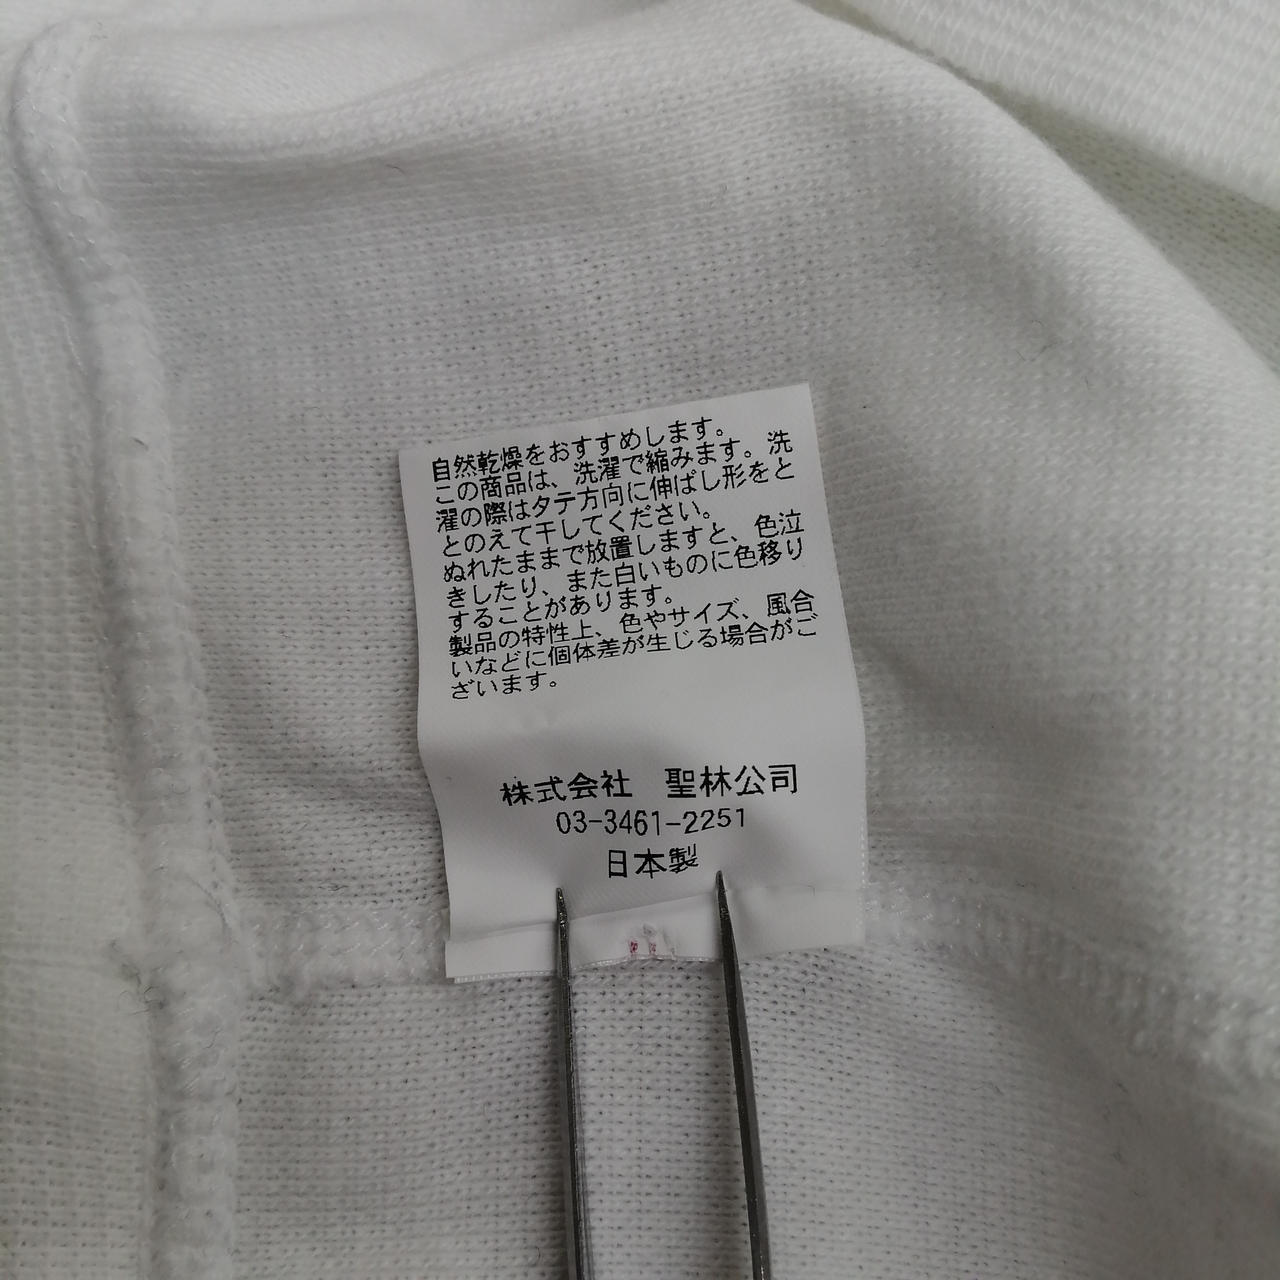 自然乾燥をおすすめします。
この商品は、洗濯で縮みます。洗
濯の際はタテ方向に伸ばし形をと
とのえて干してください。
ぬれたままで放置しますと、色泣
きしたり、また白いものに色移り
することがあります。
製品の特性上、色やサイズ、風合
いなどに個体差が生じる場合がご
ざいます。
株式会社 聖林公司
03-3461-2251
日本製